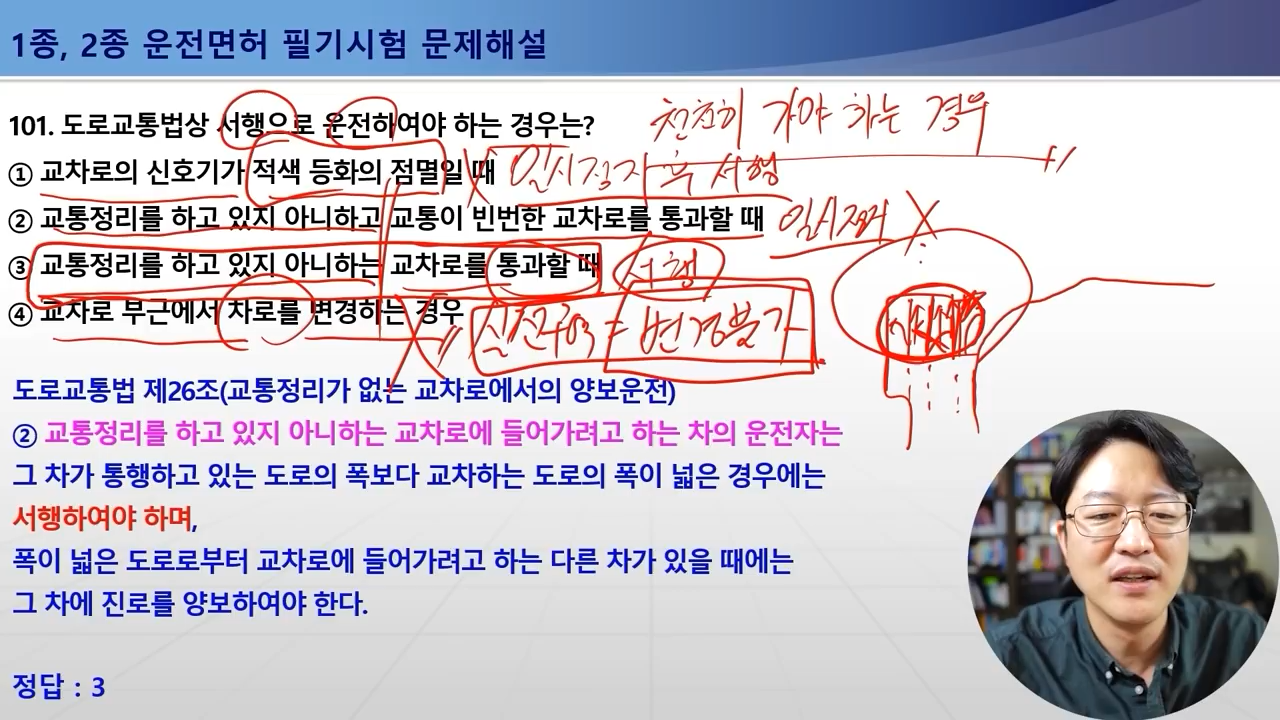 1종, 2종 운전면허 필기시험 문제해설
101. 도로교통법상 서행으로 운전하여야 하는 경우는?
천천히 가야 하는 경우
① 교차로의 신호기가 적색 등화의 점멸일 때
일시정지 후 서행
② 교통정리를 하고 있지 아니하고 교통이 빈번한 교차로를 통과할 때
일시정지
③ 교통정리를 하고 있지 아니하는 교차로를 통과할 때
서행
④ 교차로 부근에서 차로를 변경하는 경우
= 변경불가
도로교통법 제26조(교통정리가 없는 교차로에서의 양보운전)
② 교통정리를 하고 있지 아니하는 교차로에 들어가려고 하는 차의 운전자는
그 차가 통행하고 있는 도로의 폭보다 교차하는 도로의 폭이 넓은 경우에는
서행하여야 하며,
폭이 넓은 도로로부터 교차로에 들어가려고 하는 다른 차가 있을 때에는
그 차에 진로를 양보하여야 한다.
정답 : 3